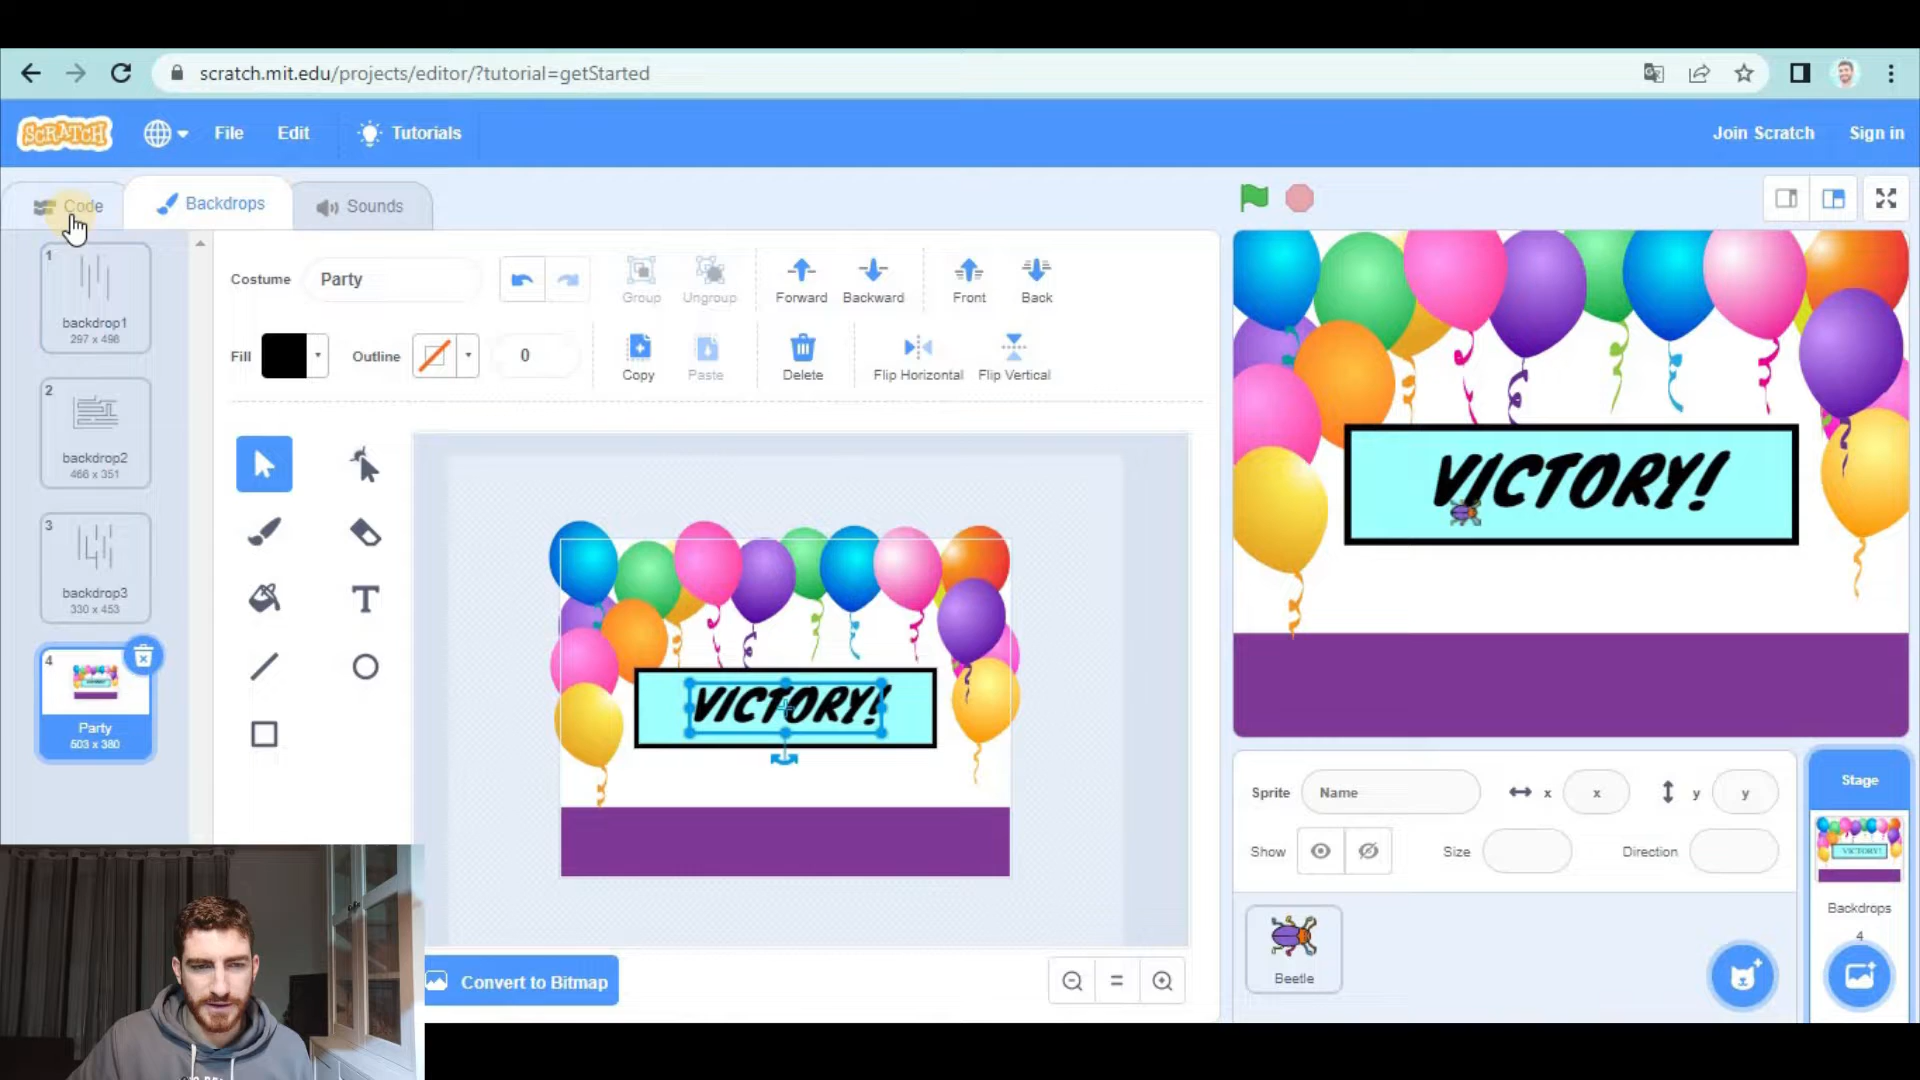 scratch.mit.edu/projects/editor/?tutorial=getStarted
SCRATCH File Edit Tutorials Join Scratch Sign in
Code Backdrops Sounds
Costume Party Group Ungroup Forward Backward Front Back
Fill Outline 0 Copy Paste Delete Flip Horizontal Flip Vertical
1
backdrop1
297 x 496
2
backdrop2
466 x 351
3
backdrop3
330 x 453
4
Party
503 x 380
T
VICTORY!
Convert to Bitmap
VICTORY!
Sprite Name x x y y
Show Size Direction
Beetle
Stage
VICTORY!
Backdrops
4